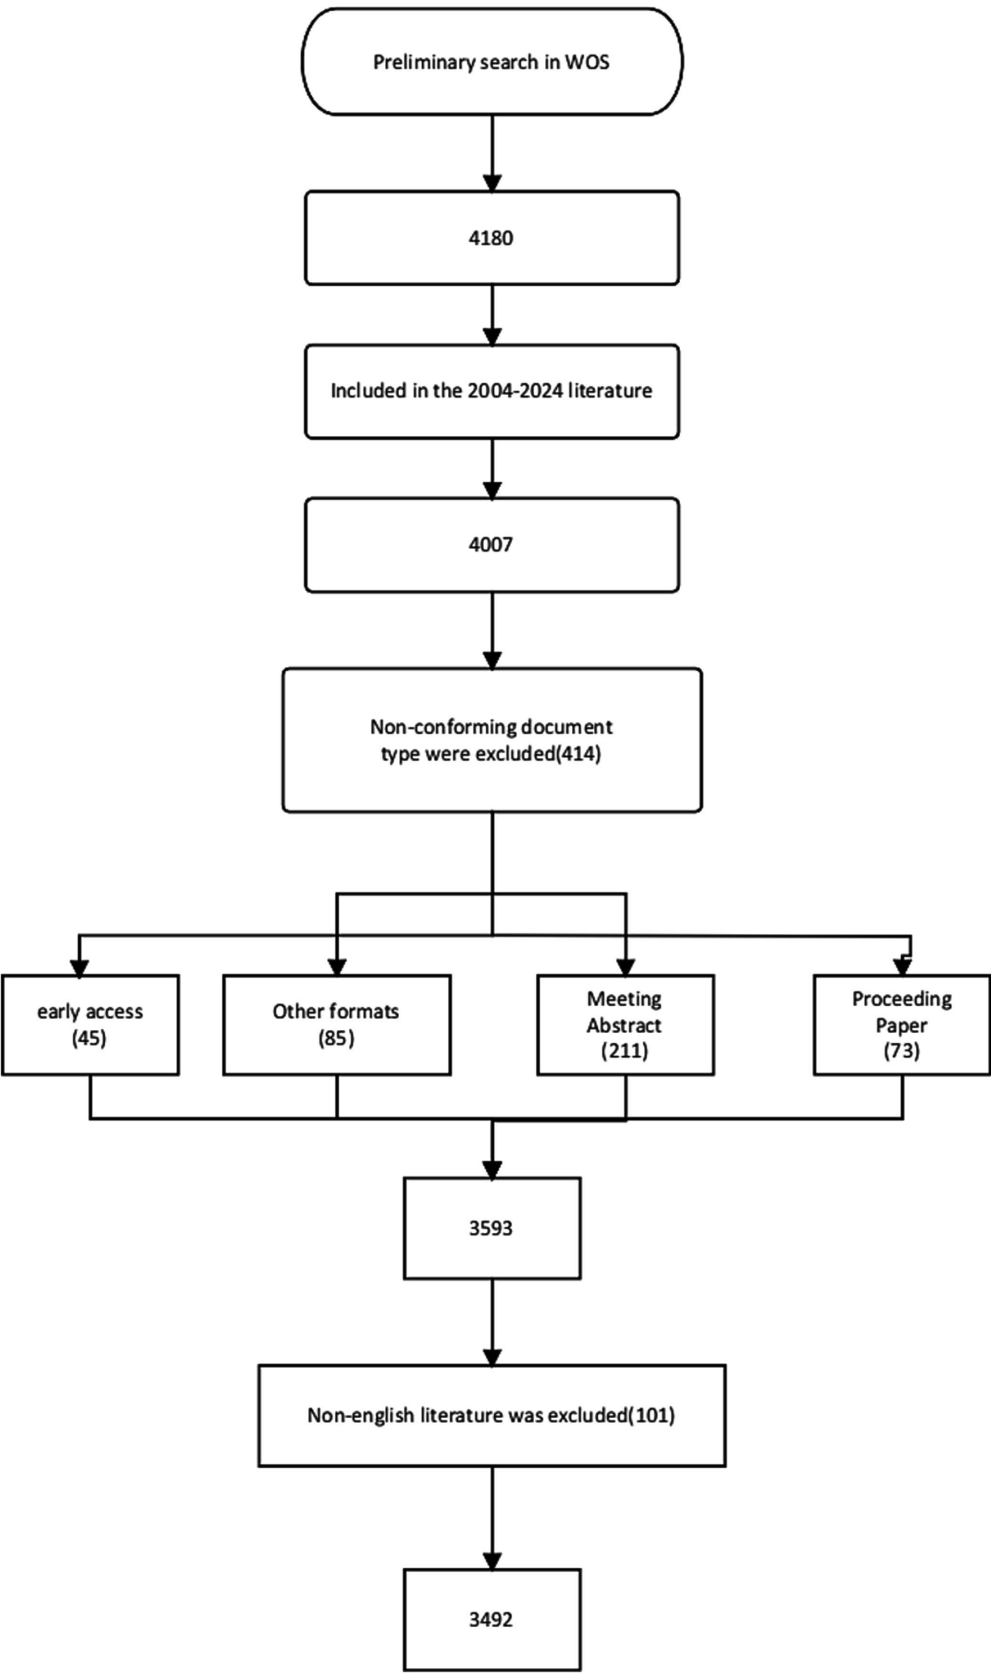 Preliminary search in WOS
4180
Included in the 2004-2024 literature
4007
Non-conforming document
type were excluded(414)
early access
(45)
Other formats
(85)
Meeting
Abstract
(211)
Proceeding
Paper
(73)
3593
Non-english literature was excluded(101)
3492